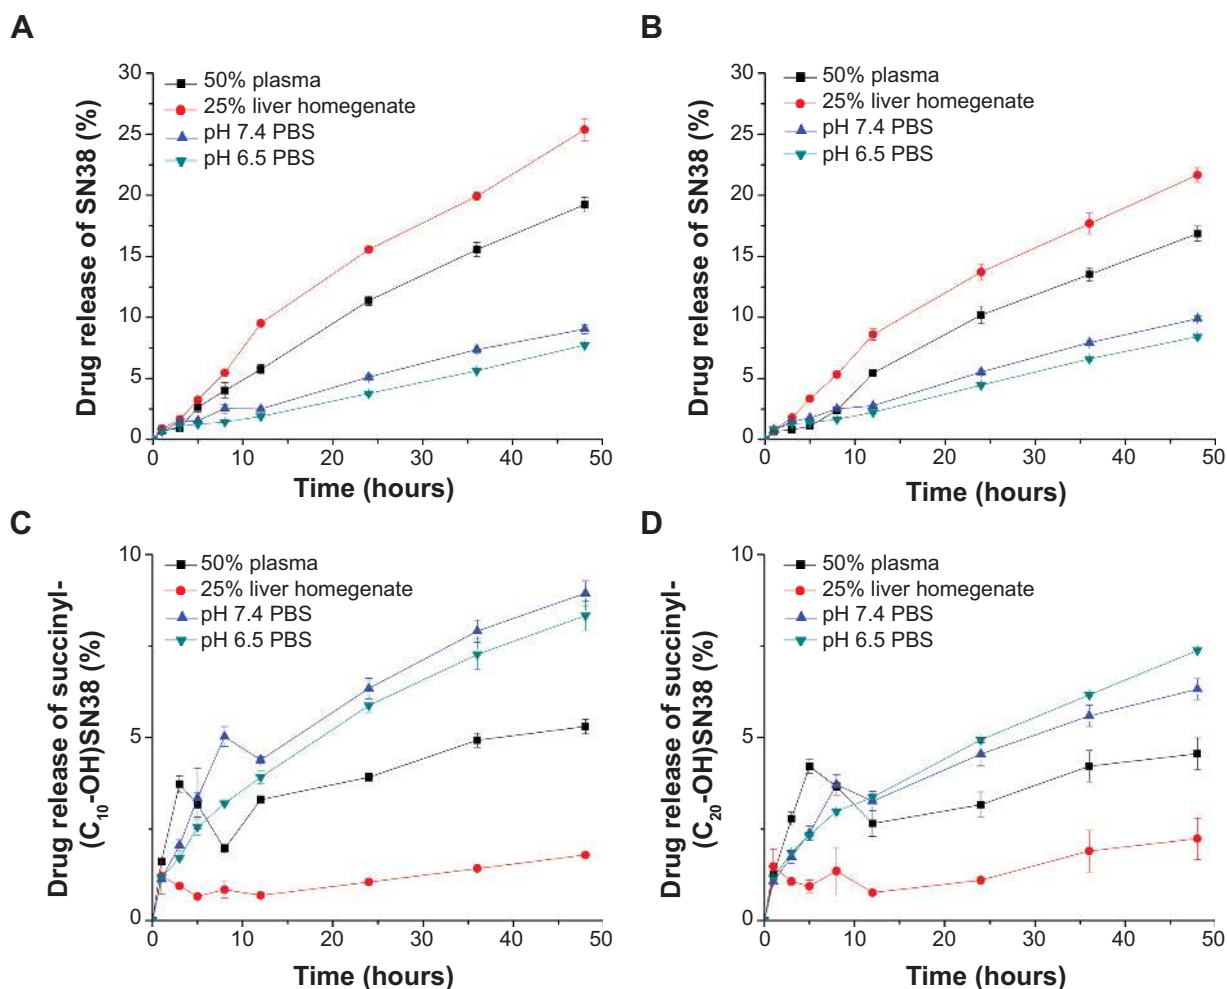 A
Drug release of SN38 (%)
30
25
20
15
10
5
0
50% plasma
25% liver homegenate
pH 7.4 PBS
pH 6.5 PBS
0 10 20 30 40 50
Time (hours)
B
Drug release of SN38 (%)
30
25
20
15
10
5
0
50% plasma
25% liver homegenate
pH 7.4 PBS
pH 6.5 PBS
0 10 20 30 40 50
Time (hours)
C
Drug release of succinyl-
(C10-OH)SN38 (%)
10
5
0
50% plasma
25% liver homegenate
pH 7.4 PBS
pH 6.5 PBS
0 10 20 30 40 50
Time (hours)
D
Drug release of succinyl-
(C20-OH)SN38 (%)
10
5
0
50% plasma
25% liver homegenate
pH 7.4 PBS
pH 6.5 PBS
0 10 20 30 40 50
Time (hours)